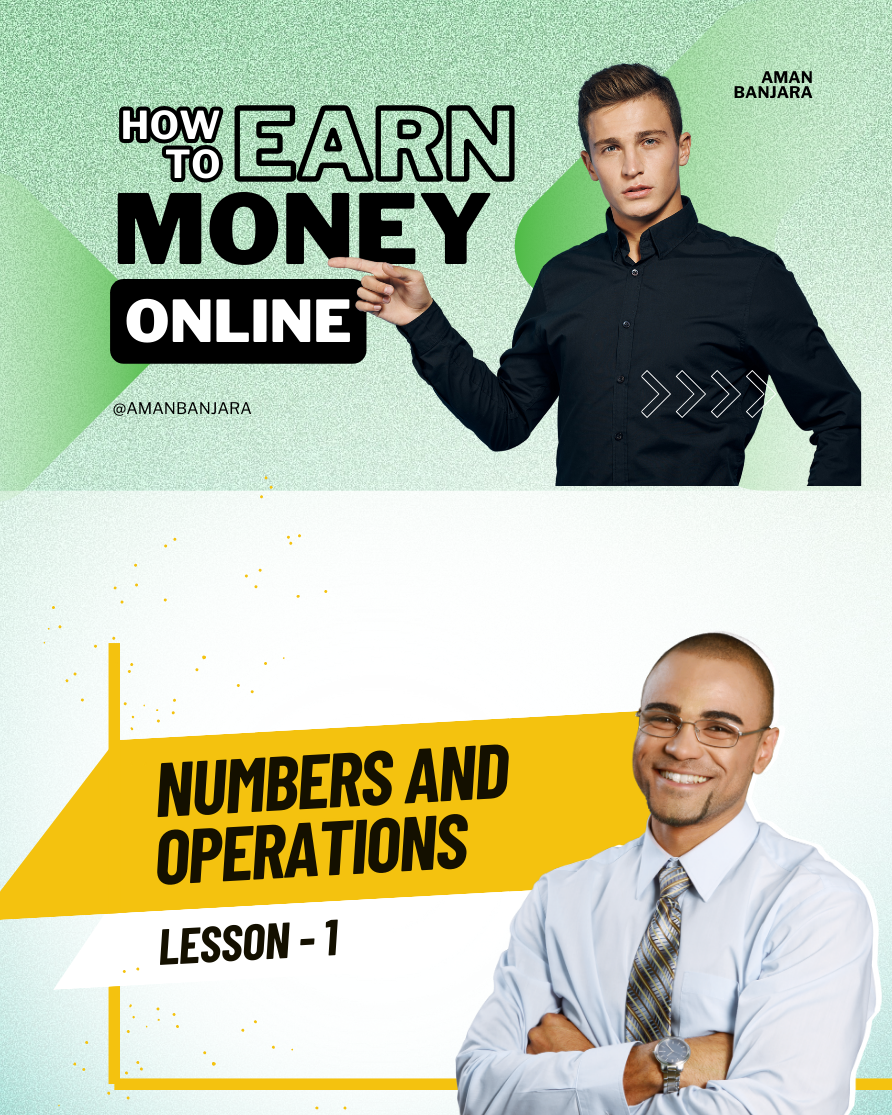 AMAN
BANJARA
HOW
TO
EARN
MONEY
ONLINE
@AMANBANJARA
NUMBERS AND
OPERATIONS
LESSON - 1